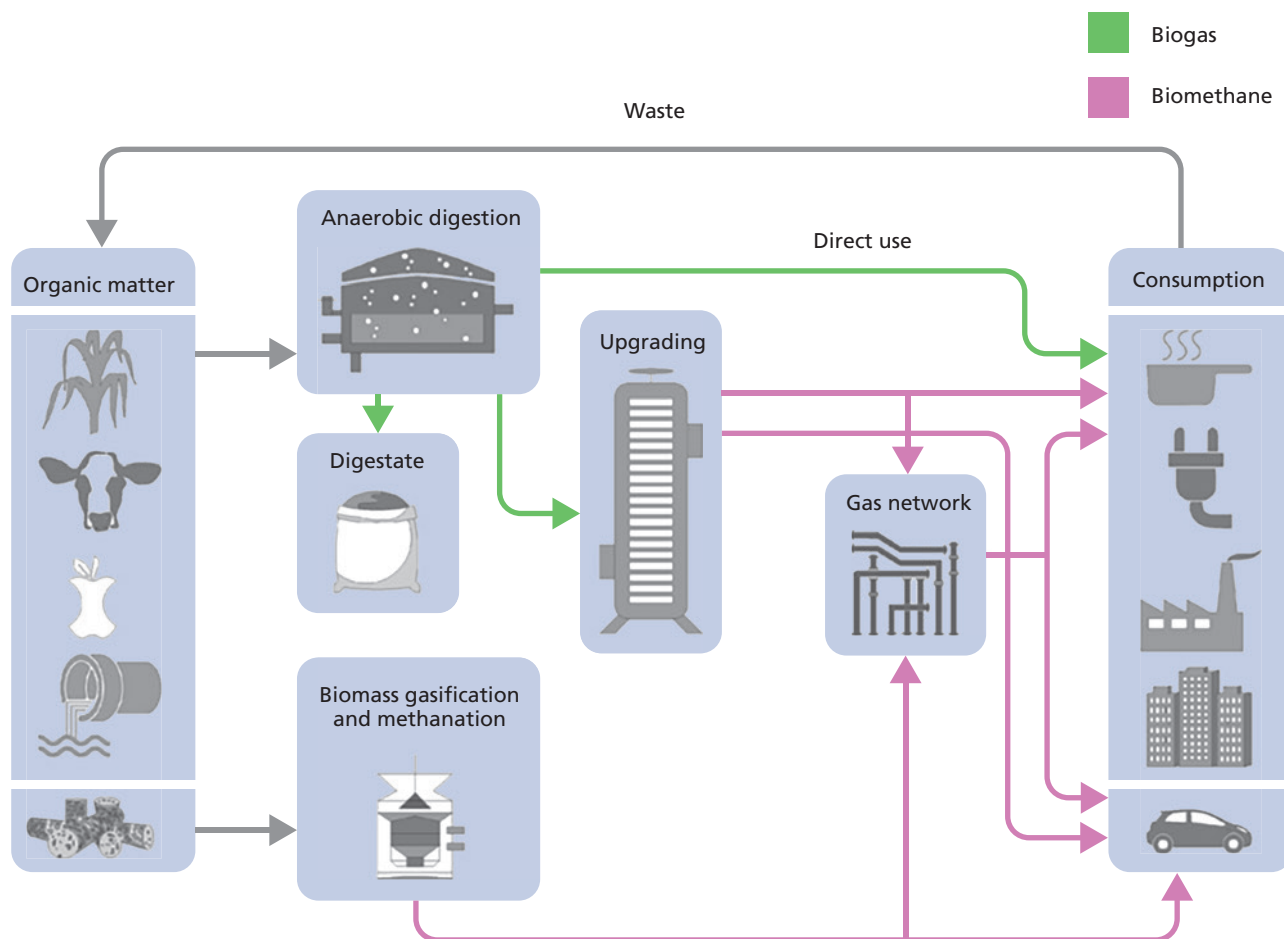 Biogas
Biomethane
Waste
Anaerobic digestion
Direct use
Organic matter
Consumption
Upgrading
Digestate
Gas network
Biomass gasification
and methanation